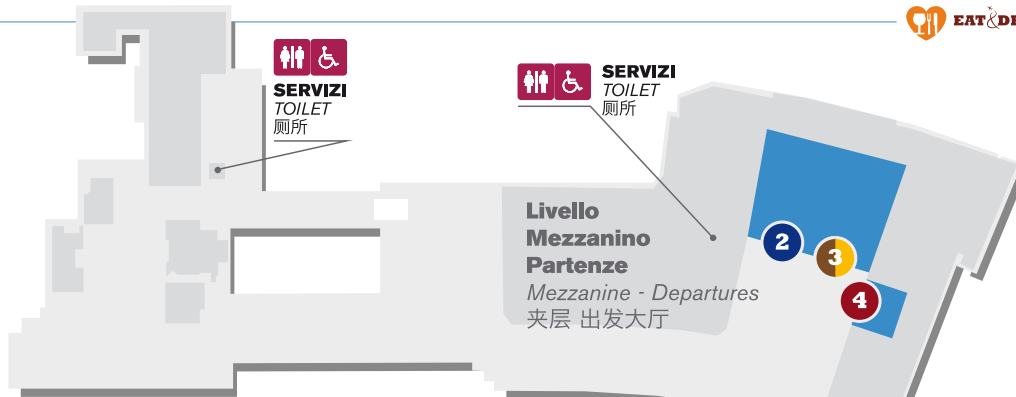 EAT&DE
SERVIZI
TOILET
厕所
SERVIZI
TOILET
厕所
Livello
Mezzanino
Partenze
Mezzanine - Departures
夹层 出发大厅
2
3
4